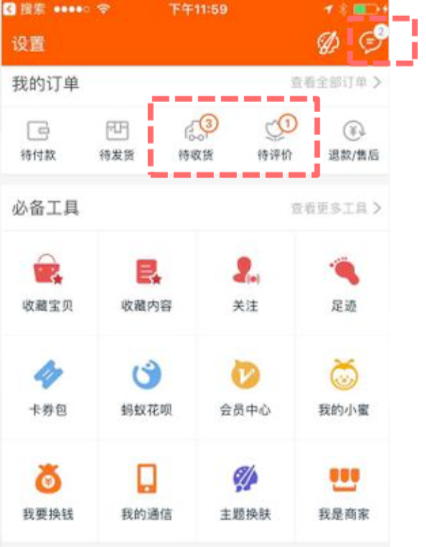 搜索 下午11:59
设置 2
我的订单 查看全部订单
3 1
待付款 待发货 待收货 待评价 退款/售后
必备工具 查看更多工具
收藏宝贝 收藏内容 关注 足迹
卡券包 蚂蚁花呗 会员中心 我的小蜜
我要换钱 我的通信 主题换肤 我是商家